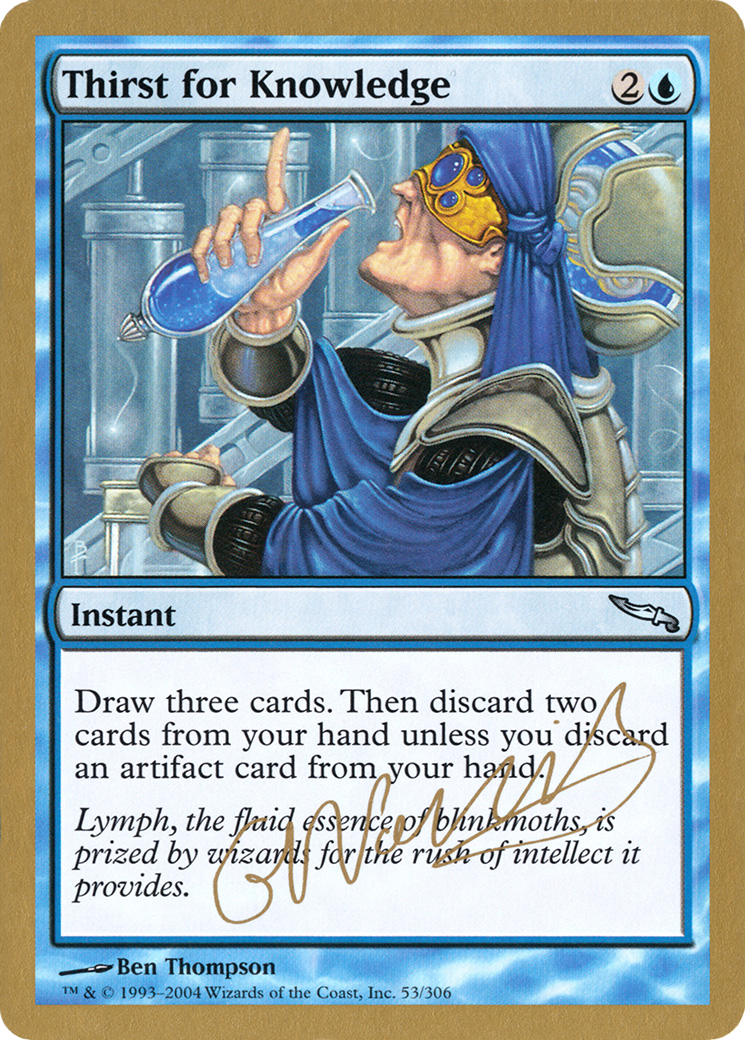 Thirst for Knowledge 2
Instant
Draw three cards. Then discard two
cards from your hand unless you discard
an artifact card from your hand.
Lymph, the fluid essence of blinkmoths, is
prized by wizards for the rush of intellect it
provides.
Ben Thompson
™ & © 1993–2004 Wizards of the Coast, Inc. 53/306